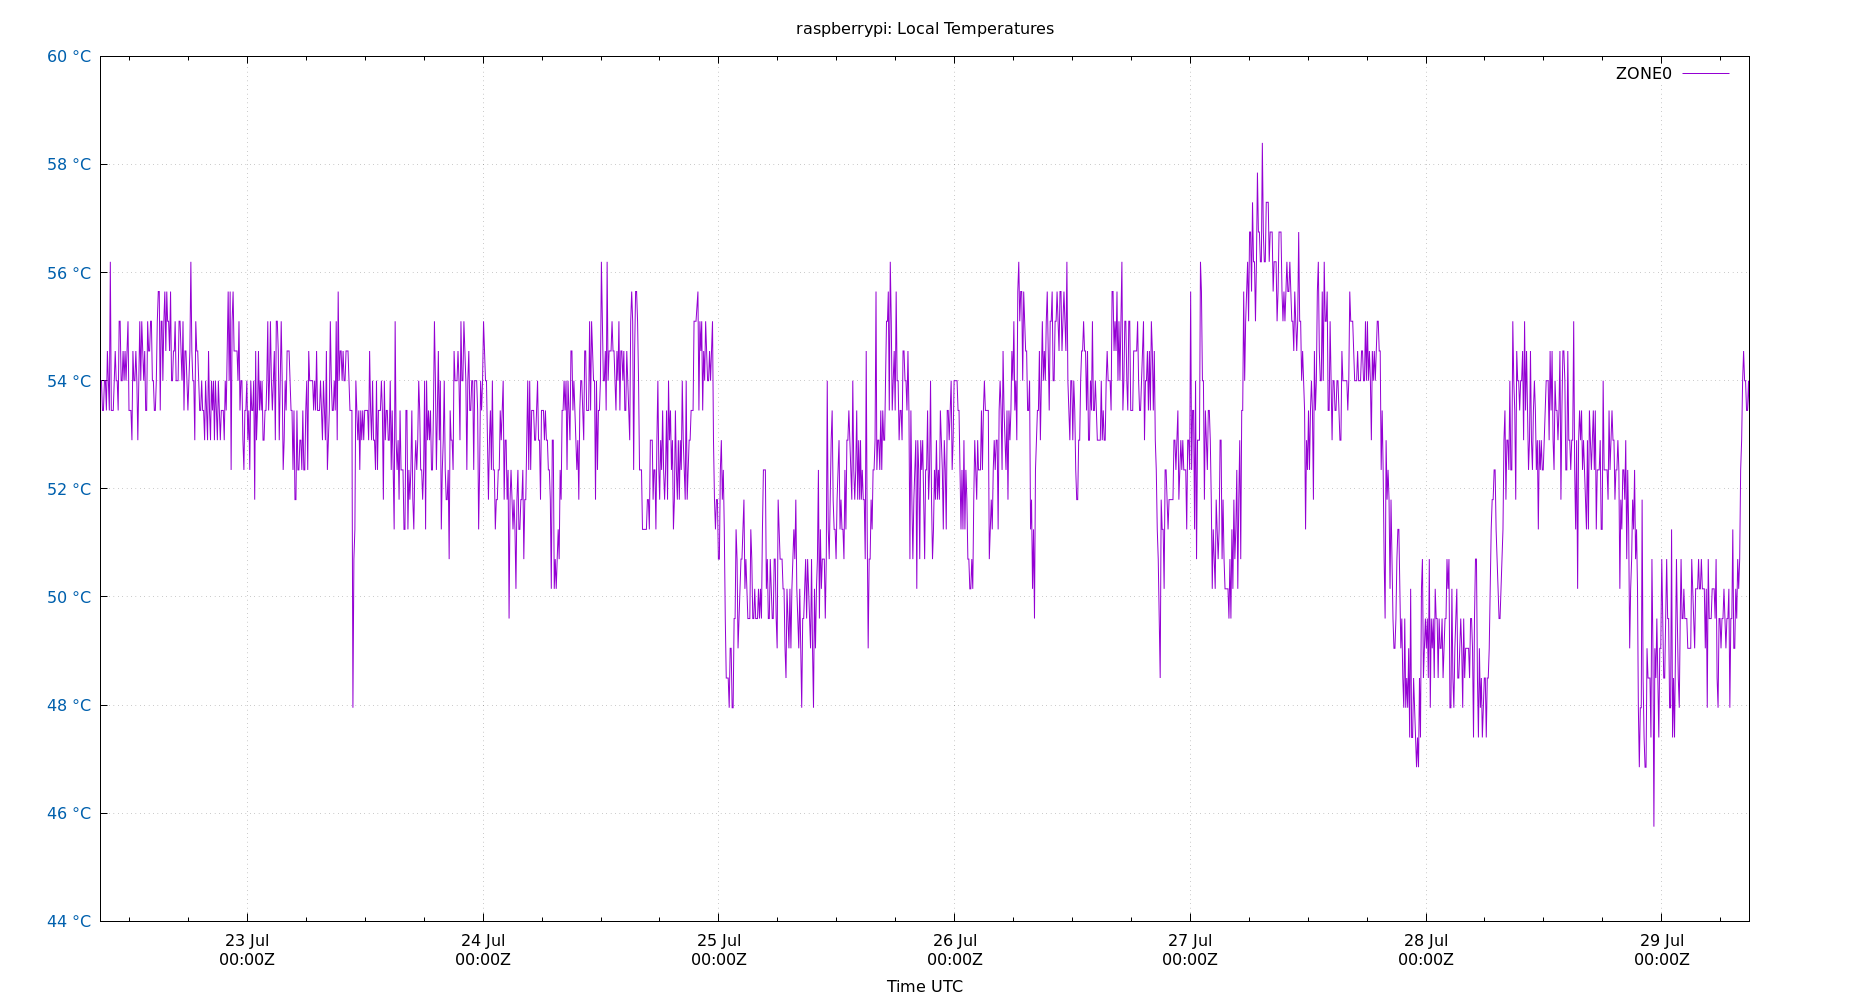 raspberrypi: Local Temperatures
ZONE0
60 °C
58 °C
56 °C
54 °C
52 °C
50 °C
48 °C
46 °C
44 °C
23 Jul 24 Jul 25 Jul 26 Jul 27 Jul 28 Jul 29 Jul
00:00Z 00:00Z 00:00Z 00:00Z 00:00Z 00:00Z 00:00Z
Time UTC